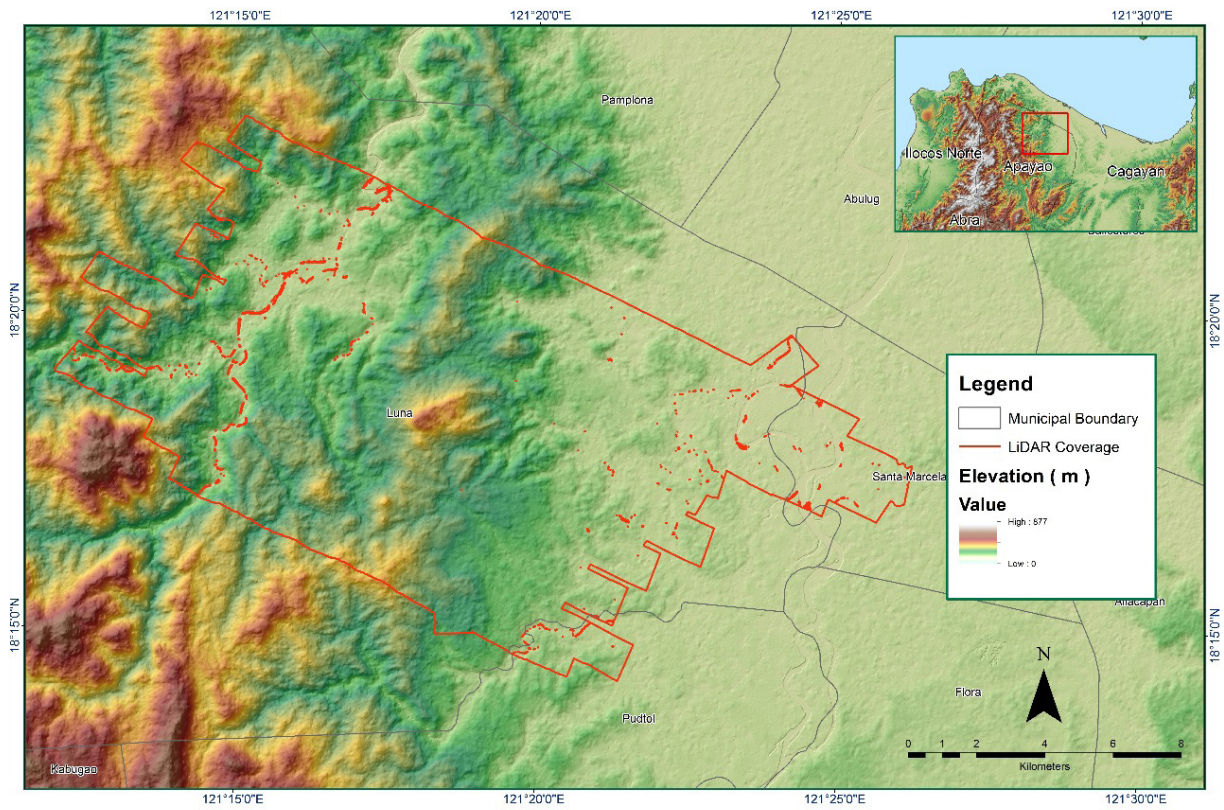 121°15'0"E
121°20'0"E
121°25'0"E
121°30'0"E
Pamplona
Abulug
Ilocos Norte
Apayao
Cagayan
Abra
18°20'0"N
18°20'0"N
Luna
Santa Marcela
Legend
Municipal Boundary
LiDAR Coverage
Elevation ( m )
Value
High : 877
Low : 0
18°15'0"N
18°15'0"N
Pudtol
Flora
N
Kabugao
0 1 2 4 6 8
Kilometers
121°15'0"E
121°20'0"E
121°25'0"E
121°30'0"E